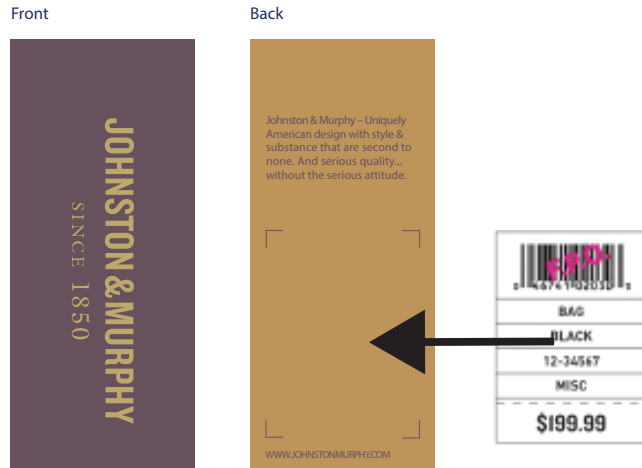 Front
Back
JOHNSTON & MURPHY
SINCE 1850
Johnston & Murphy – Uniquely
American design with style &
substance that are second to
none. And serious quality...
without the serious attitude.
WWW.JOHNSTONMURPHY.COM
F.P.O.
BAG
BLACK
12-34567
MISC
$199.99